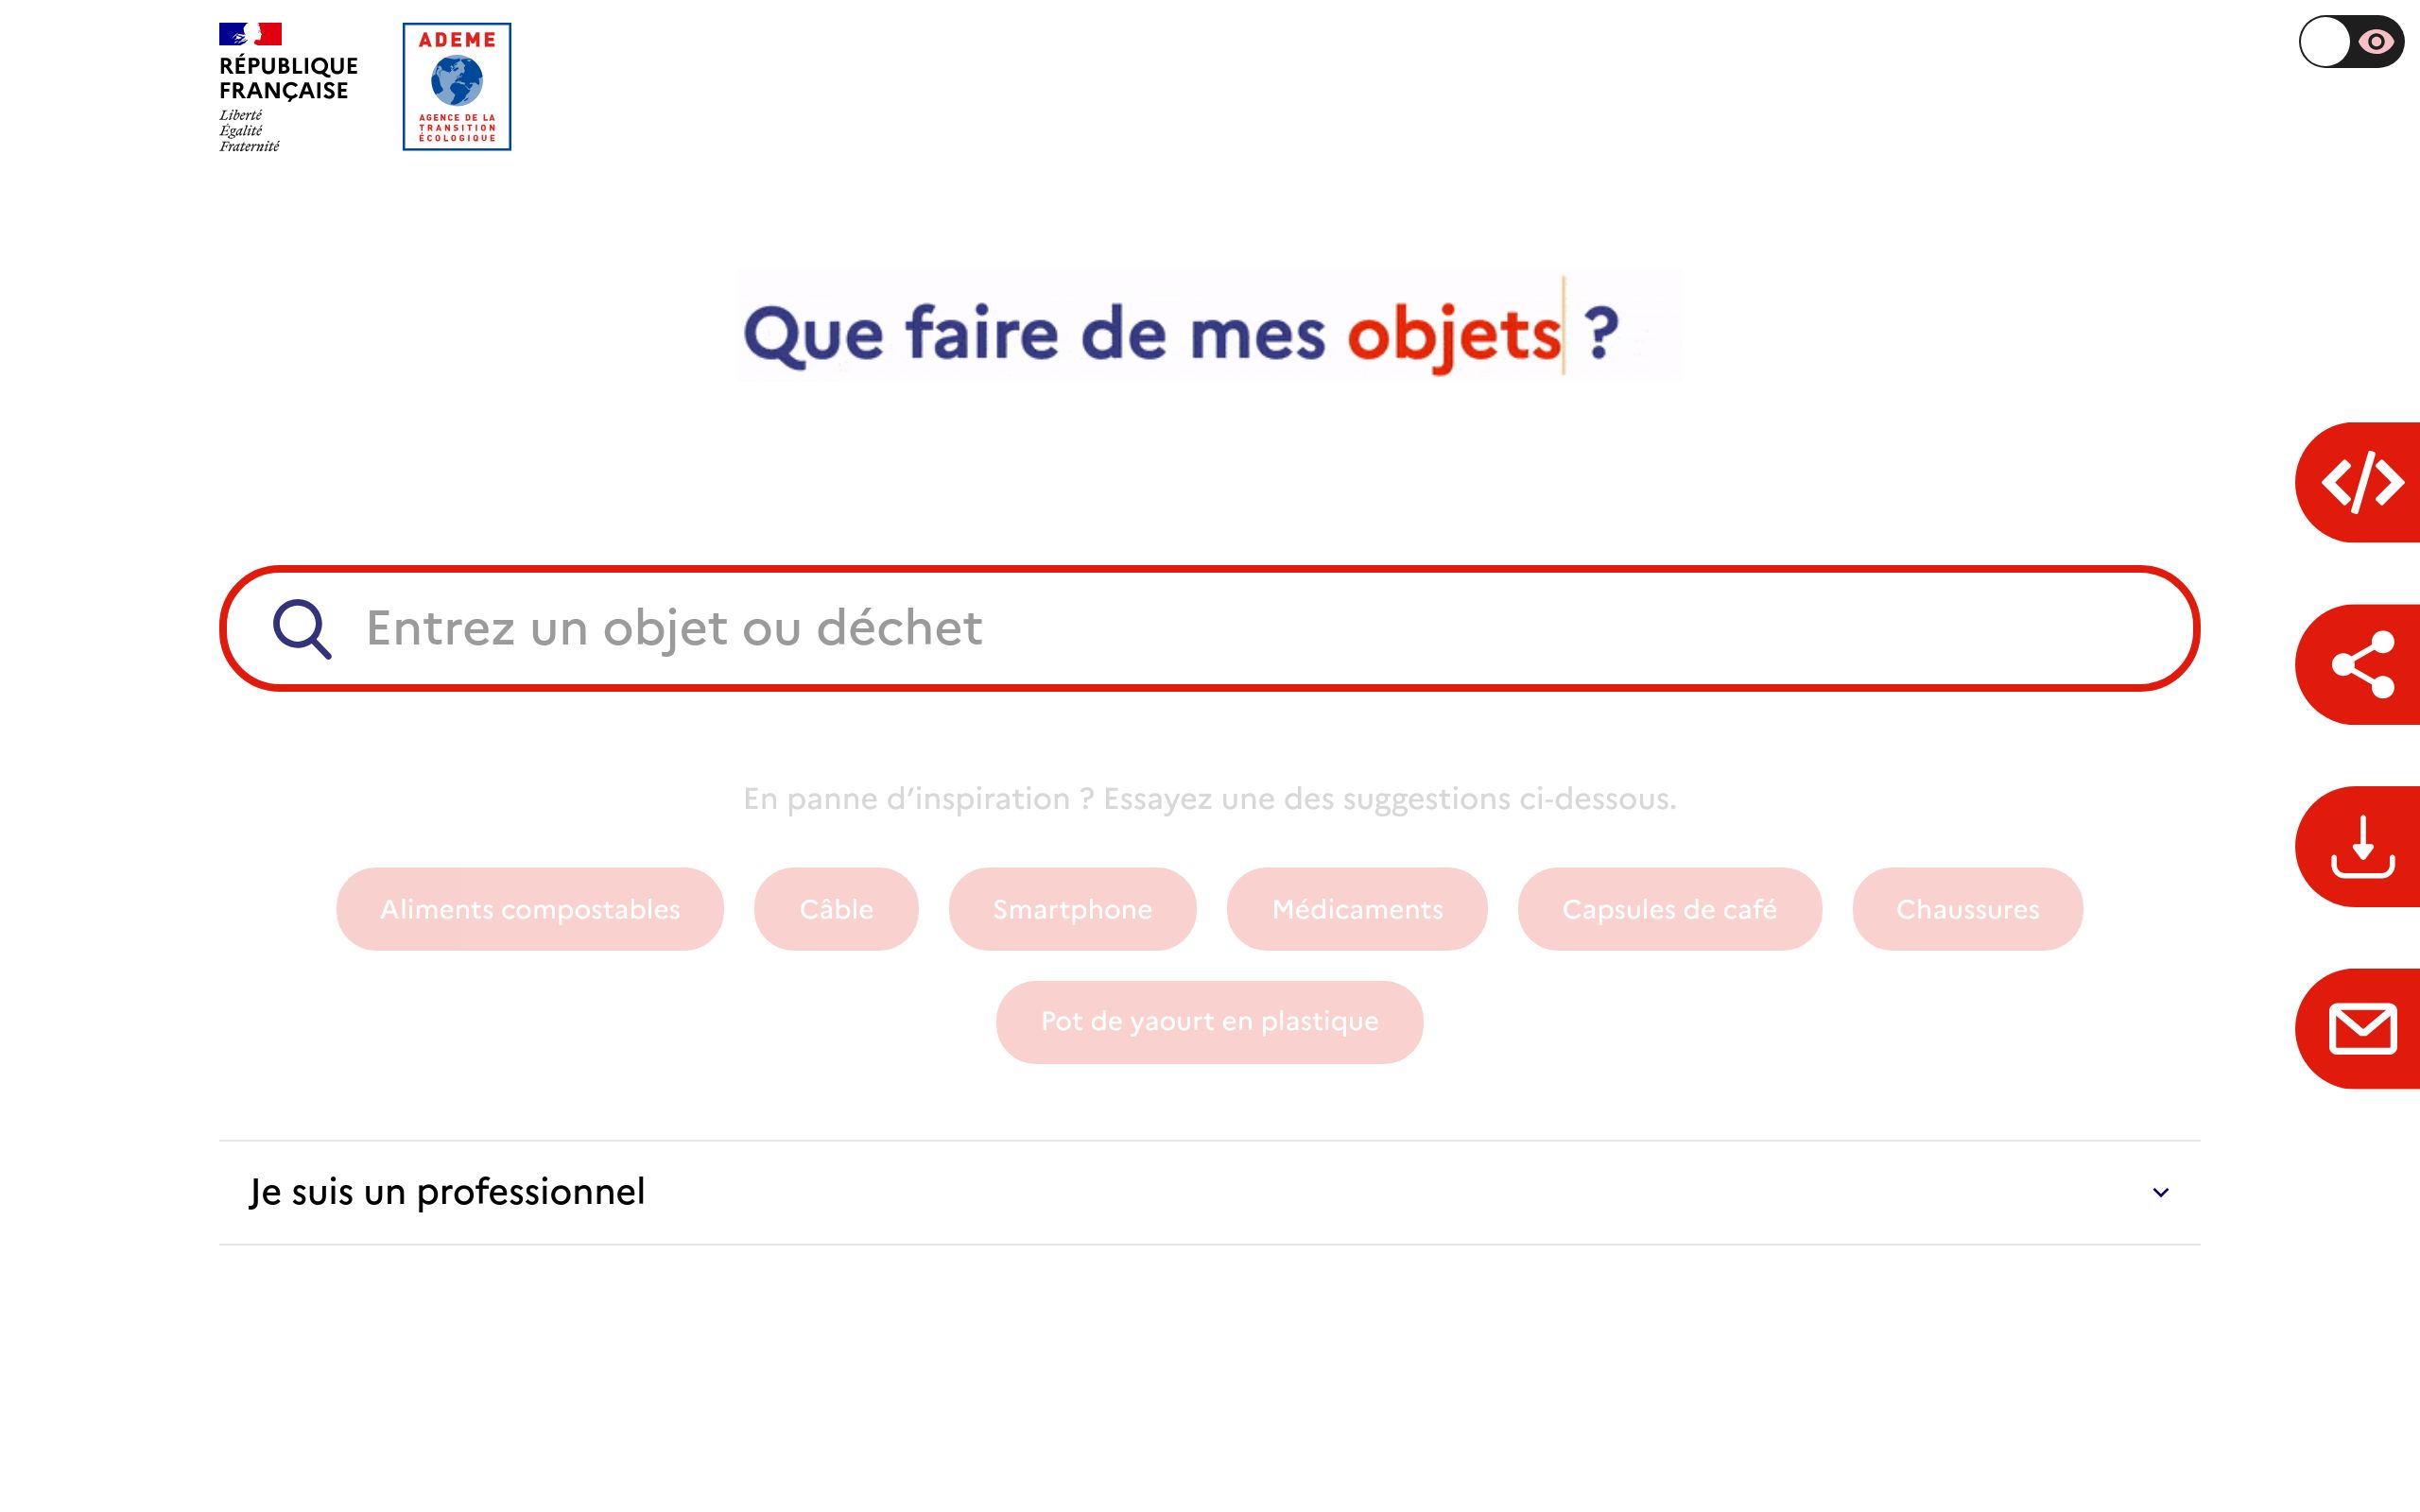 RÉPUBLIQUE
FRANÇAISE
Liberté
Égalité
Fraternité
ADEME
AGENCE DE LA
TRANSITION
ÉCOLOGIQUE
Que faire de mes objets ?
Entrez un objet ou déchet
En panne d’inspiration ? Essayez une des suggestions ci-dessous.
Aliments compostables
Câble
Smartphone
Médicaments
Capsules de café
Chaussures
Pot de yaourt en plastique
Je suis un professionnel